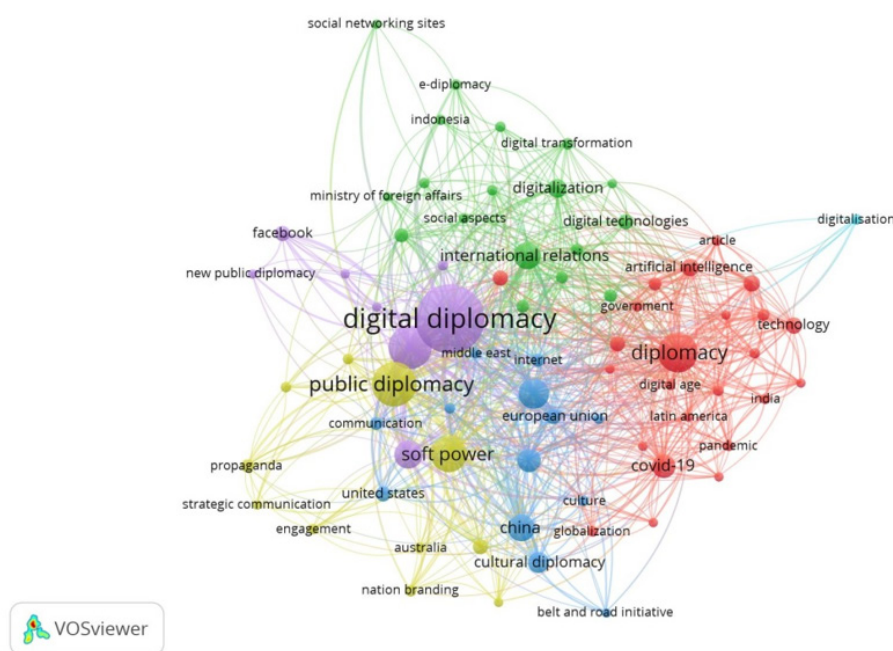 social networking sites
e-diplomacy
indonesia
digital transformation
ministry of foreign affairs
digitalization
social aspects
digital technologies
digitalisation
facebook
article
international relations
artificial intelligence
new public diplomacy
government
digital diplomacy
technology
middle east
internet
diplomacy
public diplomacy
digital age
india
european union
latin america
communication
pandemic
soft power
covid-19
propaganda
united states
culture
strategic communication
engagement
china
globalization
australia
cultural diplomacy
nation branding
belt and road initiative
VOSviewer